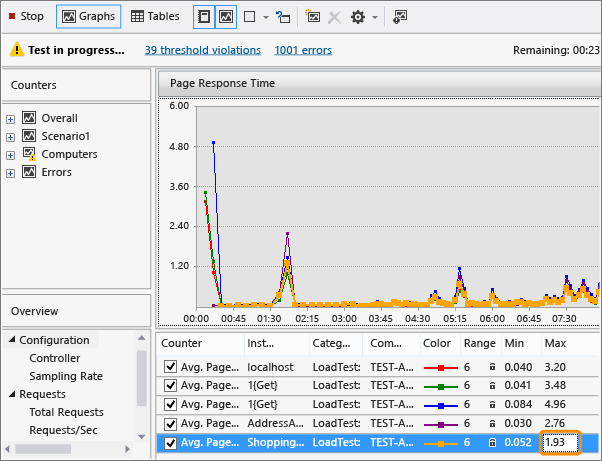 Stop Graphs Tables
Test in progress... 39 threshold violations 1001 errors Remaining: 00:23
Counters
Overall
Scenario1
Computers
Errors
Page Response Time
6.00
4.80
3.60
2.40
1.20
00:00 00:45 01:30 02:15 03:00 03:45 04:30 05:15 06:00 06:45 07:30
Overview
Configuration
Controller
Sampling Rate
Requests
Total Requests
Requests/Sec
Counter Inst... Categ... Com... Color Range Min Max
Avg. Page... localhost LoadTest: TEST-A... 6 0.040 3.20
Avg. Page... 1{Get} LoadTest: TEST-A... 6 0.041 3.48
Avg. Page... 1{Get} LoadTest: TEST-A... 6 0.084 4.96
Avg. Page... AddressA... LoadTest: TEST-A... 6 0.030 2.76
Avg. Page... Shopping... LoadTest: TEST-A... 6 0.052 1.93